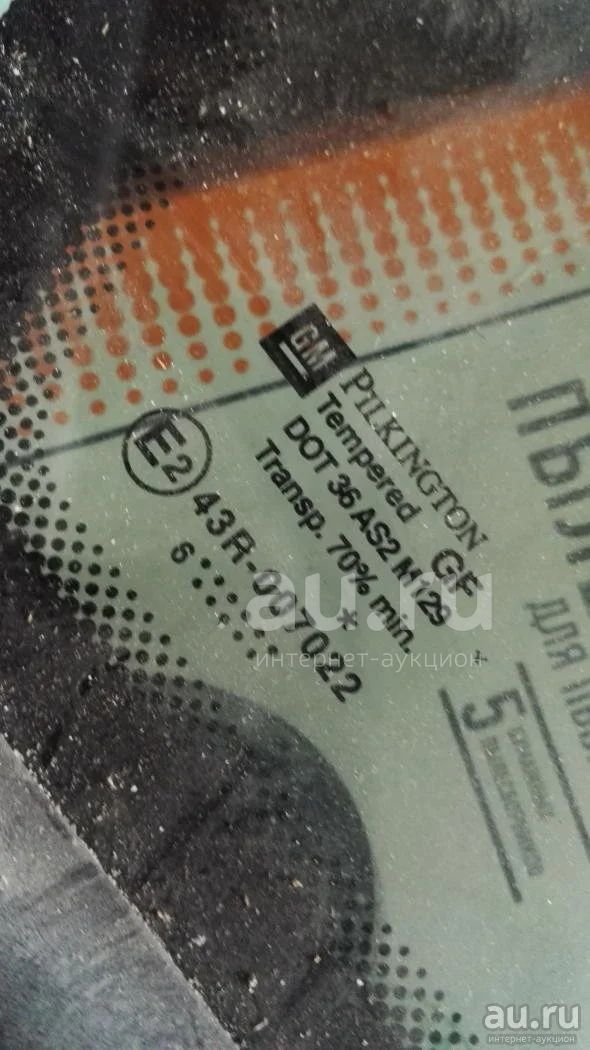 GM
PILKINGTON
Tempered GF
DOT 36 AS2 M129
Transp. 70% min.
E2
43R-007022
*
6
ДЛЯ
5
au.ru
интернет-аукцион
au.ru
интернет-аукцион